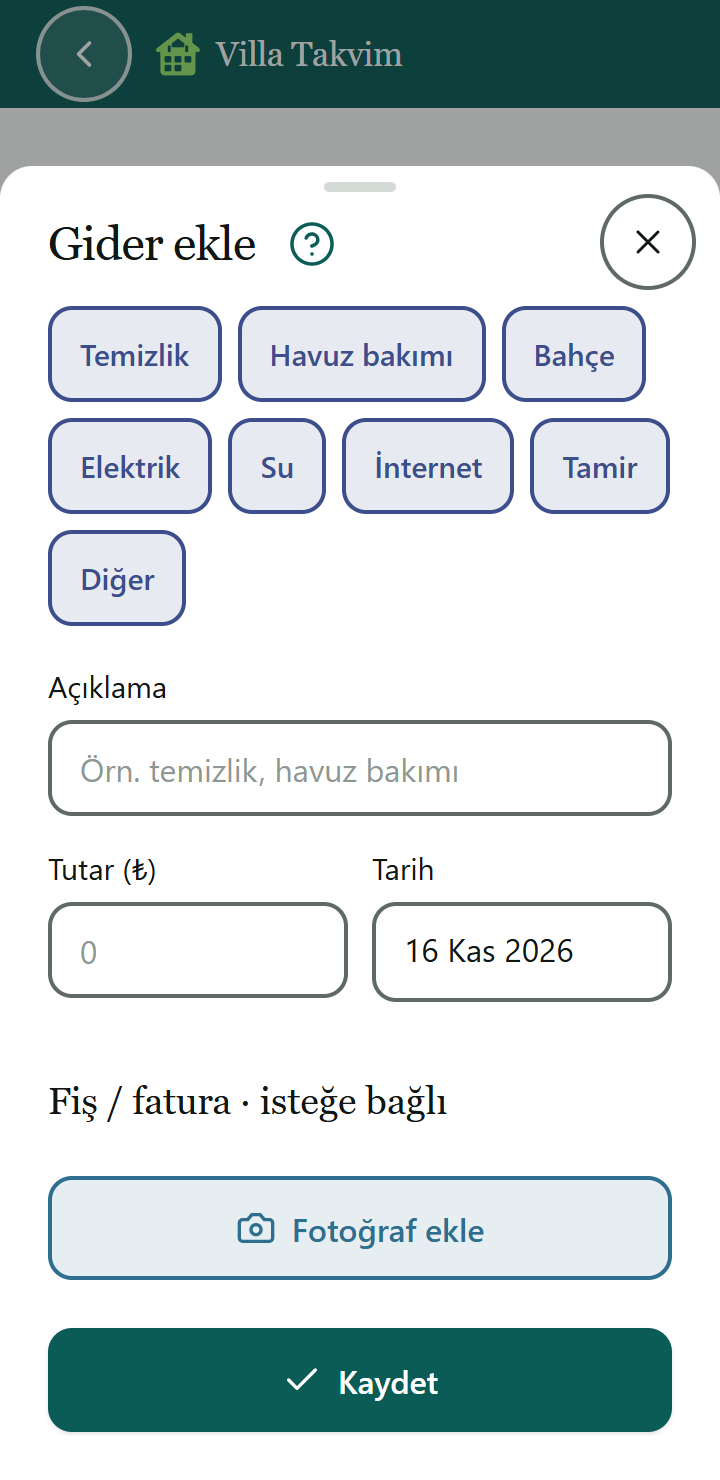 Villa Takvim
Gider ekle
Temizlik
Havuz bakımı
Bahçe
Elektrik
Su
İnternet
Tamir
Diğer
Açıklama
Örn. temizlik, havuz bakımı
Tutar (₺)
Tarih
0
16 Kas 2026
Fiş / fatura · isteğe bağlı
Fotoğraf ekle
Kaydet